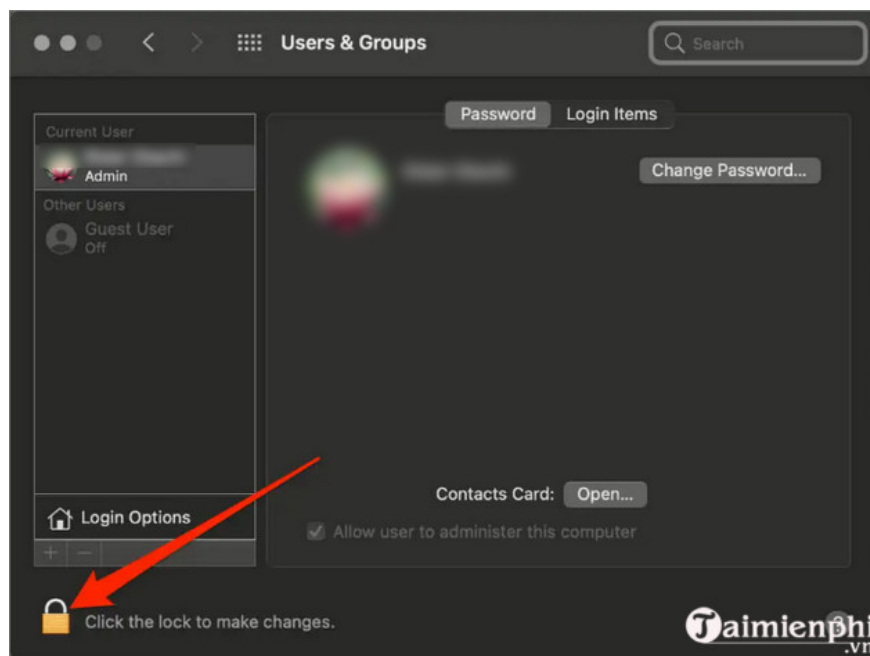 Users & Groups
Search
Password
Login Items
Current User
Admin
Change Password...
Other Users
Guest User
Off
Contacts Card:
Open...
Login Options
Allow user to administer this computer
+ −
Click the lock to make changes.
Taimienphi
.vn